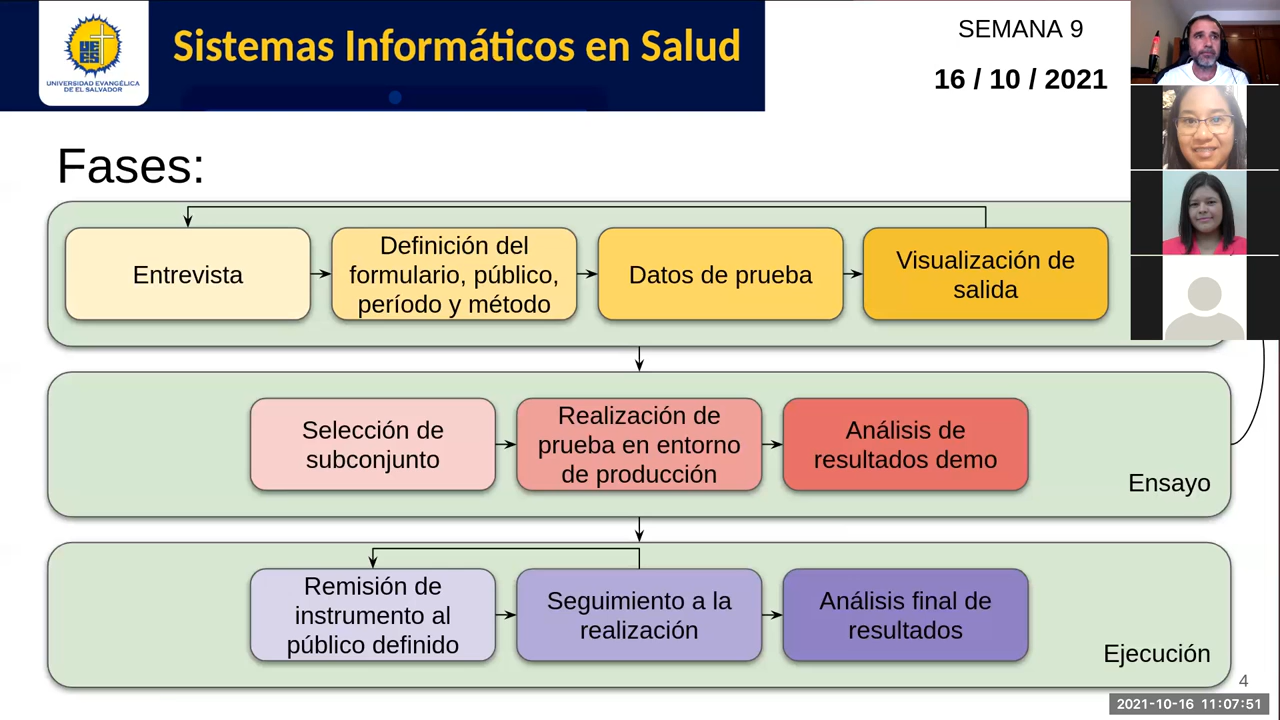 Sistemas Informáticos en Salud
UNIVERSIDAD EVANGÉLICA
DE EL SALVADOR
SEMANA 9
16 / 10 / 2021
Fases:
Entrevista
Definición del
formulario, público,
período y método
Datos de prueba
Visualización de
salida
Selección de
subconjunto
Realización de
prueba en entorno
de producción
Análisis de
resultados demo
Ensayo
Remisión de
instrumento al
público definido
Seguimiento a la
realización
Análisis final de
resultados
Ejecución
4
2021-10-16 11:07:51